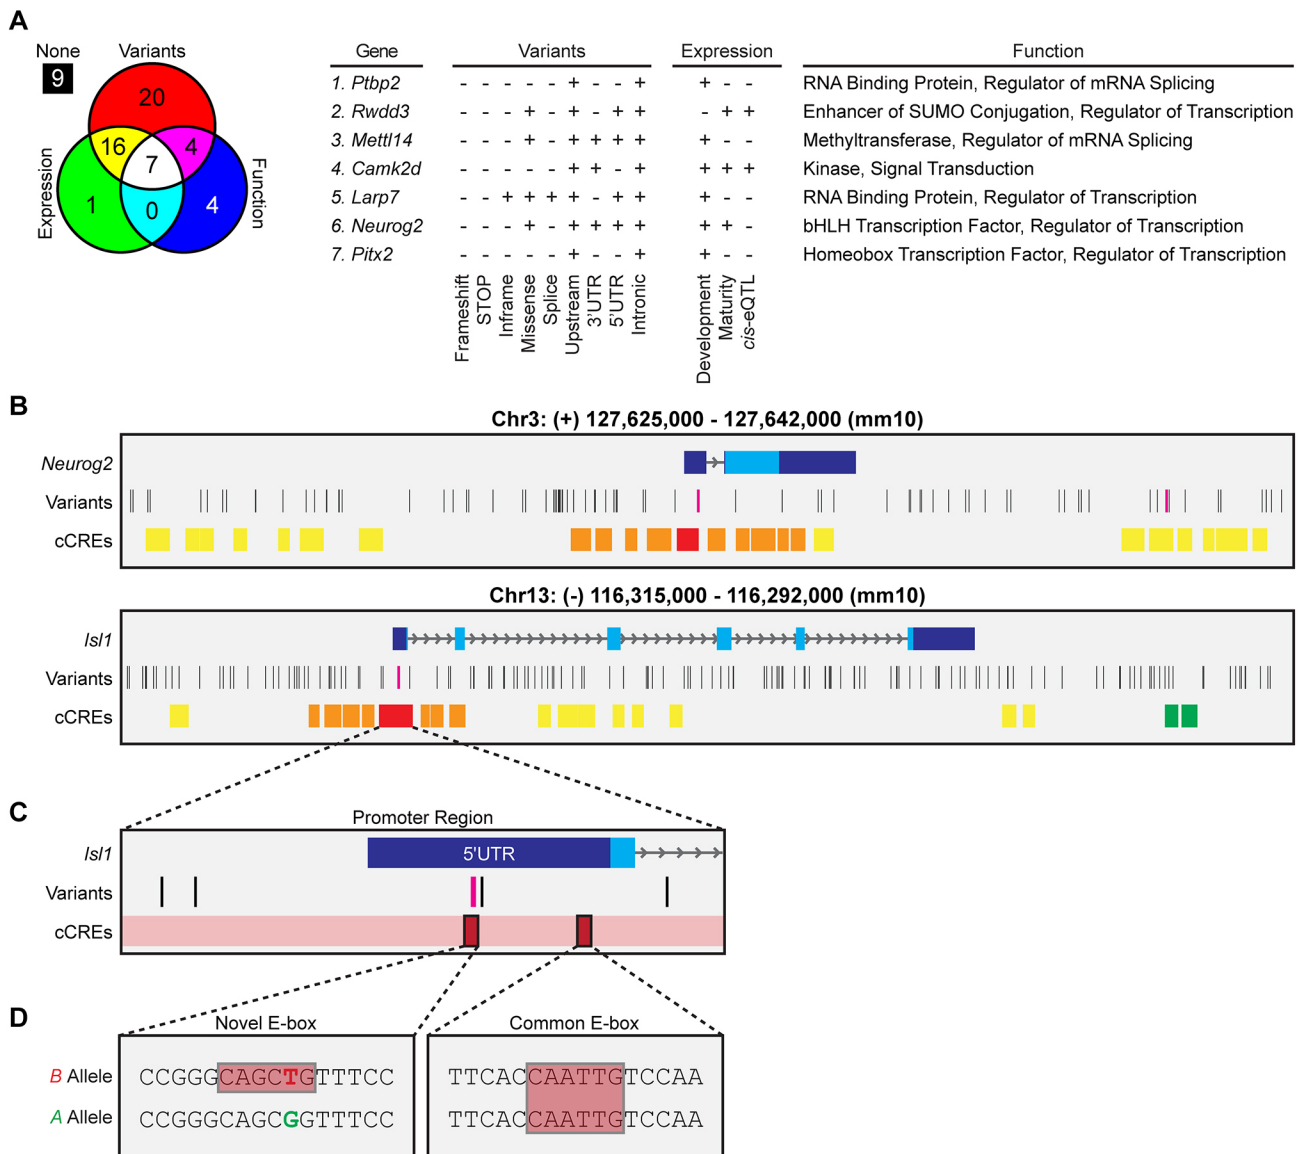 A
None
Variants
9
20
16
4
7
1
0
4
Expression
Function
Gene Variants Expression Function
1. Ptbp2 - - - - - + - - + + - - RNA Binding Protein, Regulator of mRNA Splicing
2. Rwdd3 - - - + - + - + + - + + Enhancer of SUMO Conjugation, Regulator of Transcription
3. Mettl14 - - - + - + + + + + - - Methyltransferase, Regulator of mRNA Splicing
4. Camk2d - - - - - + + - + + + + Kinase, Signal Transduction
5. Larp7 - - + + + + - + + + - - RNA Binding Protein, Regulator of Transcription
6. Neurog2 - - - + - + + + + + + - bHLH Transcription Factor, Regulator of Transcription
7. Pitx2 - - - - - + - - + + - - Homeobox Transcription Factor, Regulator of Transcription
Frameshift
STOP
Inframe
Missense
Splice
Upstream
3'UTR
5'UTR
Intronic
Development
Maturity
cis-eQTL
B
Chr3: (+) 127,625,000 - 127,642,000 (mm10)
Neurog2
Variants
cCREs
Chr13: (-) 116,315,000 - 116,292,000 (mm10)
Isl1
Variants
cCREs
C
Promoter Region
Isl1
5'UTR
Variants
cCREs
D
Novel E-box Common E-box
B Allele CCGGGCAGCTGTTTCC TTCACCAATTGTCCAA
A Allele CCGGGCAGCGGTTTCC TTCACCAATTGTCCAA